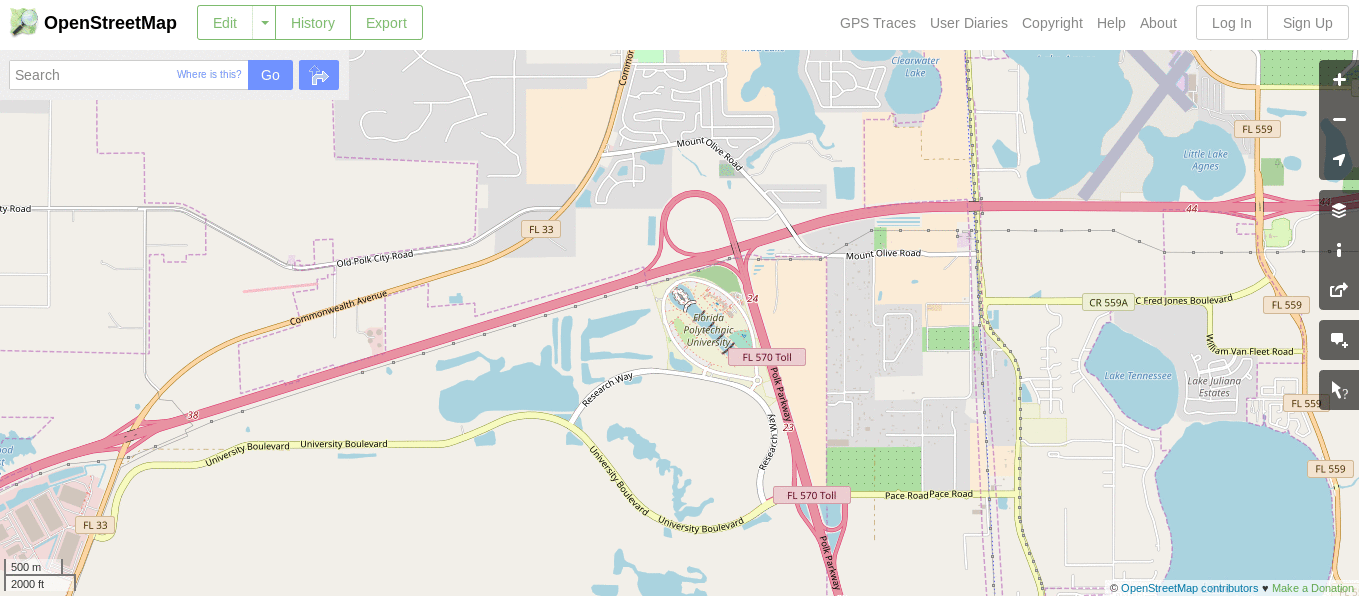 OpenStreetMap
Edit
History
Export
GPS Traces
User Diaries
Copyright
Help
About
Log In
Sign Up
Search
Where is this?
Go
Clearwater
Lake
FL 559
Mount Olive Road
Little Lake
Agnes
44
44
ty Road
FL 33
Old Polk City Road
Mount Olive Road
Commonwealth Avenue
24
CR 559A
C Fred Jones Boulevard
FL 559
Florida
Polytechnic
University
FL 570 Toll
William Van Fleet Road
Lake Tennessee
Lake Juliana
Estates
Research Way
Polk Parkway
FL 559
38
23
University Boulevard
University Boulevard
Research Way
University Boulevard
FL 559
FL 570 Toll
Pace Road
Pace Road
FL 33
University Boulevard
Polk Parkway
500 m
2000 ft
© OpenStreetMap contributors ♥ Make a Donation